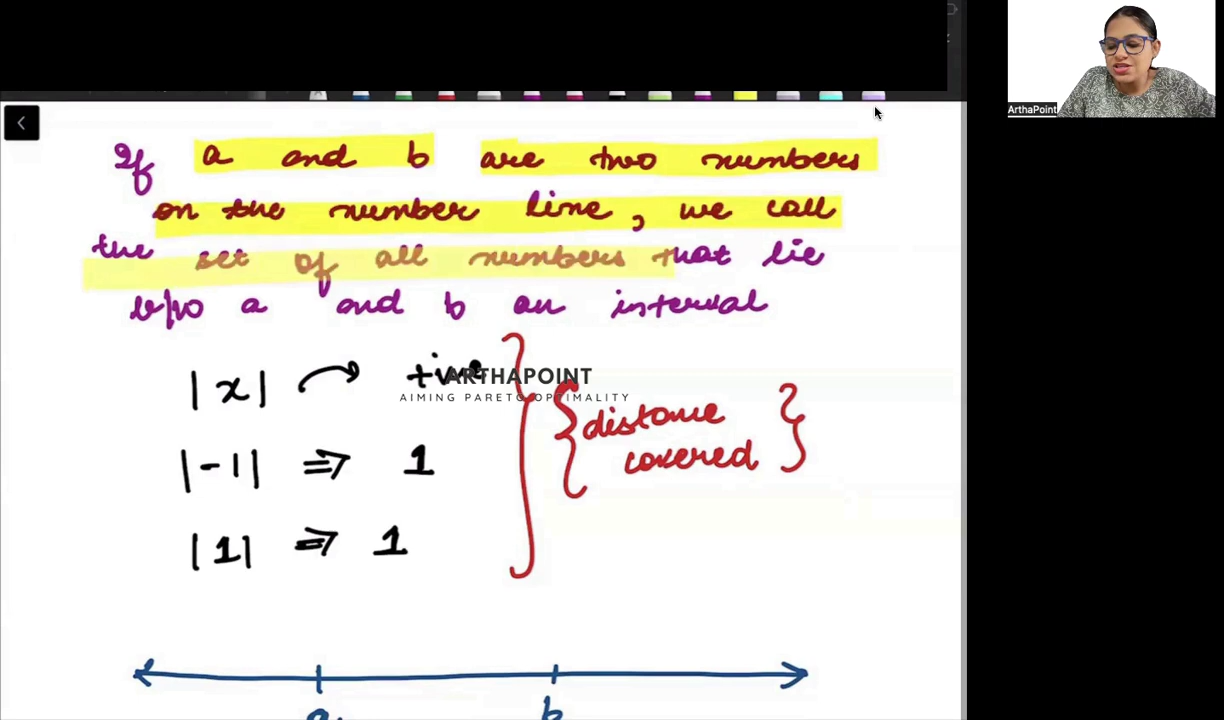 If a and b are two numbers
on the number line, we call
the set of all numbers that lie
b/w a and b an interval
|x| → +ive
ARTHAPOINT
AIMING PARETO OPTIMALITY
{distance
covered}
|-1| ⇒ 1
|1| ⇒ 1
a b
ArthaPoint